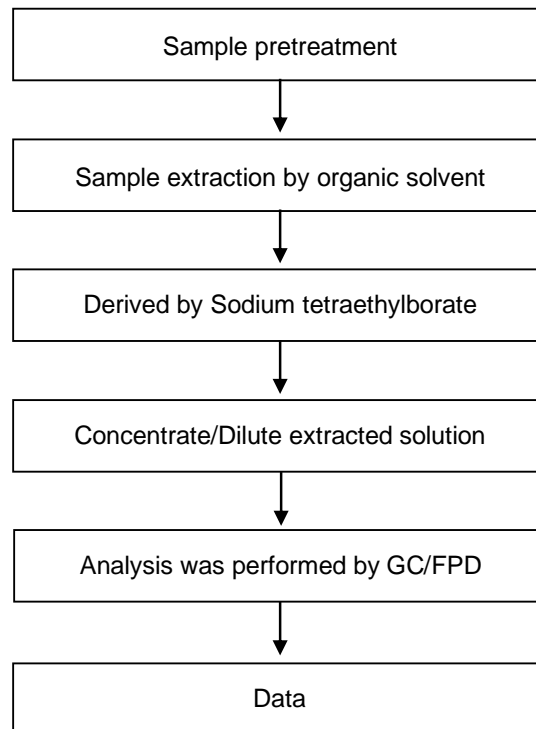 Sample pretreatment
Sample extraction by organic solvent
Derived by Sodium tetraethylborate
Concentrate/Dilute extracted solution
Analysis was performed by GC/FPD
Data